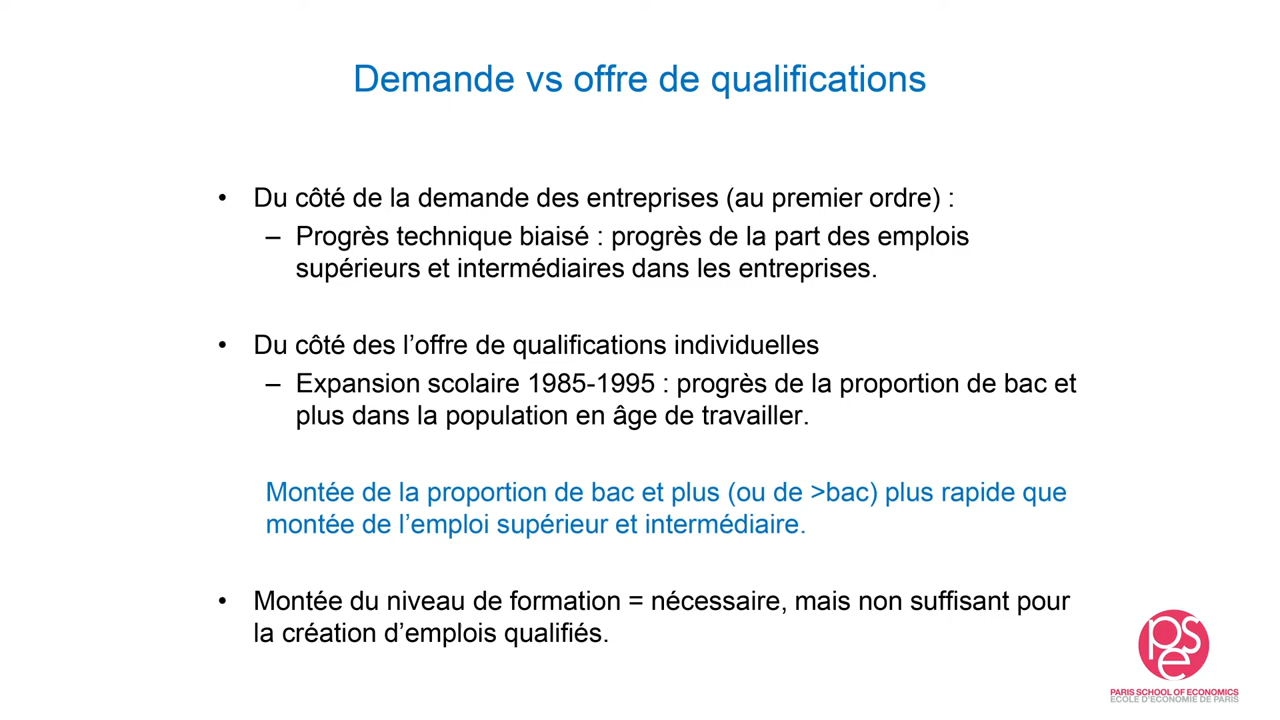 Demande vs offre de qualifications
• Du côté de la demande des entreprises (au premier ordre) :
– Progrès technique biaisé : progrès de la part des emplois
supérieurs et intermédiaires dans les entreprises.
• Du côté des l’offre de qualifications individuelles
– Expansion scolaire 1985-1995 : progrès de la proportion de bac et
plus dans la population en âge de travailler.
Montée de la proportion de bac et plus (ou de >bac) plus rapide que
montée de l’emploi supérieur et intermédiaire.
• Montée du niveau de formation = nécessaire, mais non suffisant pour
la création d’emplois qualifiés.
pse
PARIS SCHOOL OF ECONOMICS
ECOLE D'ECONOMIE DE PARIS